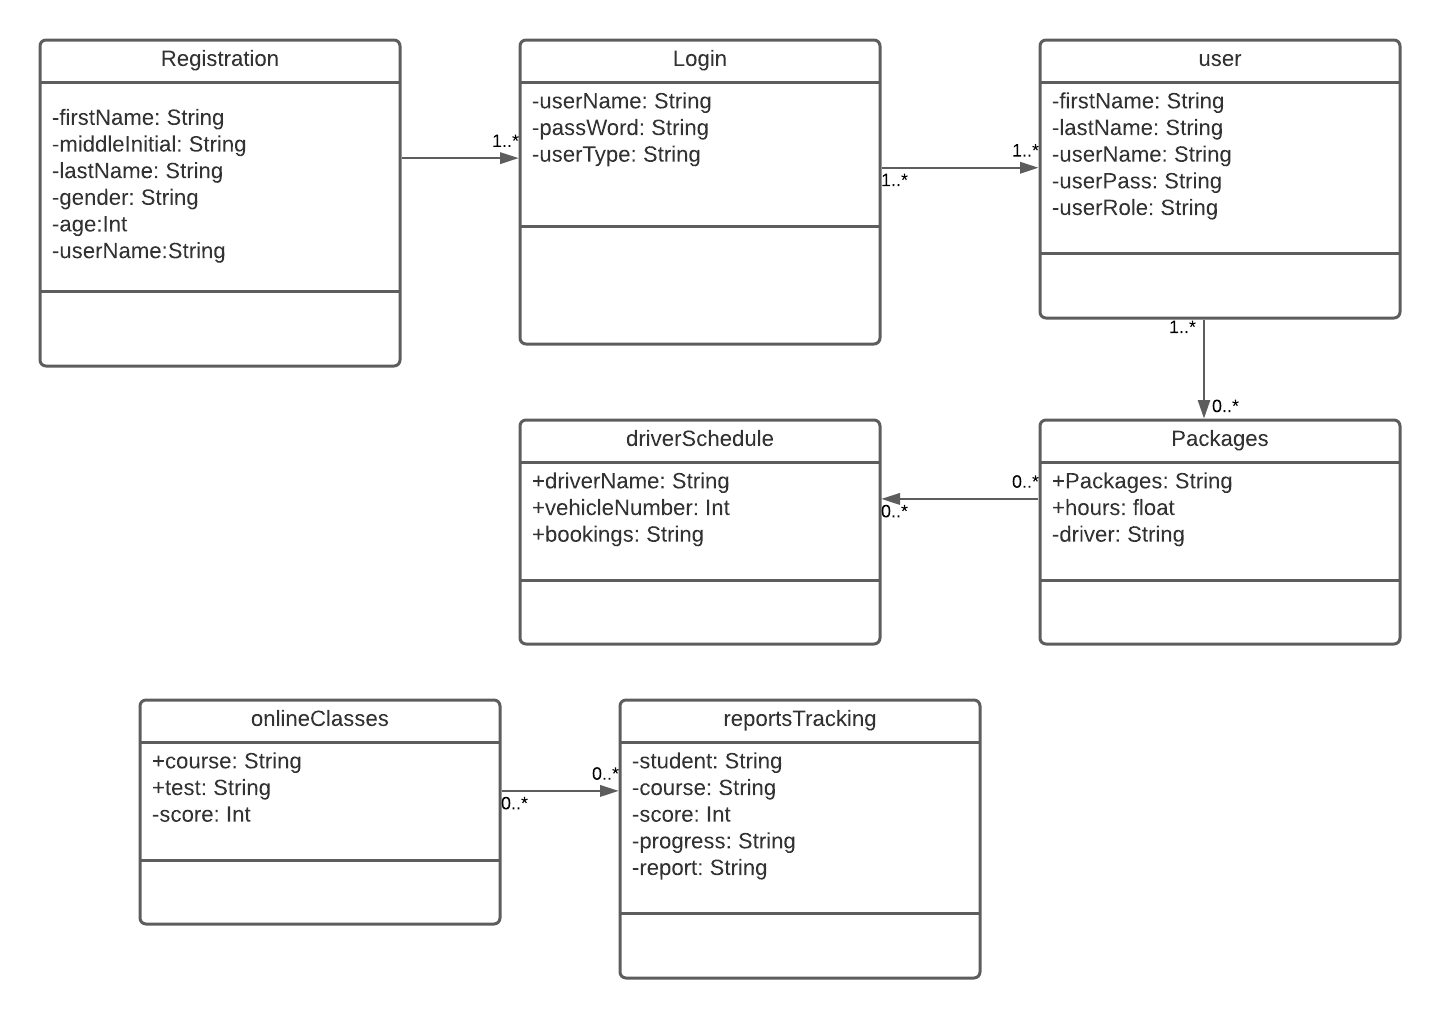 Registration
-firstName: String
-middleInitial: String
-lastName: String
-gender: String
-age:Int
-userName:String
1..*
Login
-userName: String
-passWord: String
-userType: String
1..*
1..*
user
-firstName: String
-lastName: String
-userName: String
-userPass: String
-userRole: String
1..*
0..*
driverSchedule
+driverName: String
+vehicleNumber: Int
+bookings: String
0..*
0..*
Packages
+Packages: String
+hours: float
-driver: String
onlineClasses
+course: String
+test: String
-score: Int
0..*
0..*
reportsTracking
-student: String
-course: String
-score: Int
-progress: String
-report: String